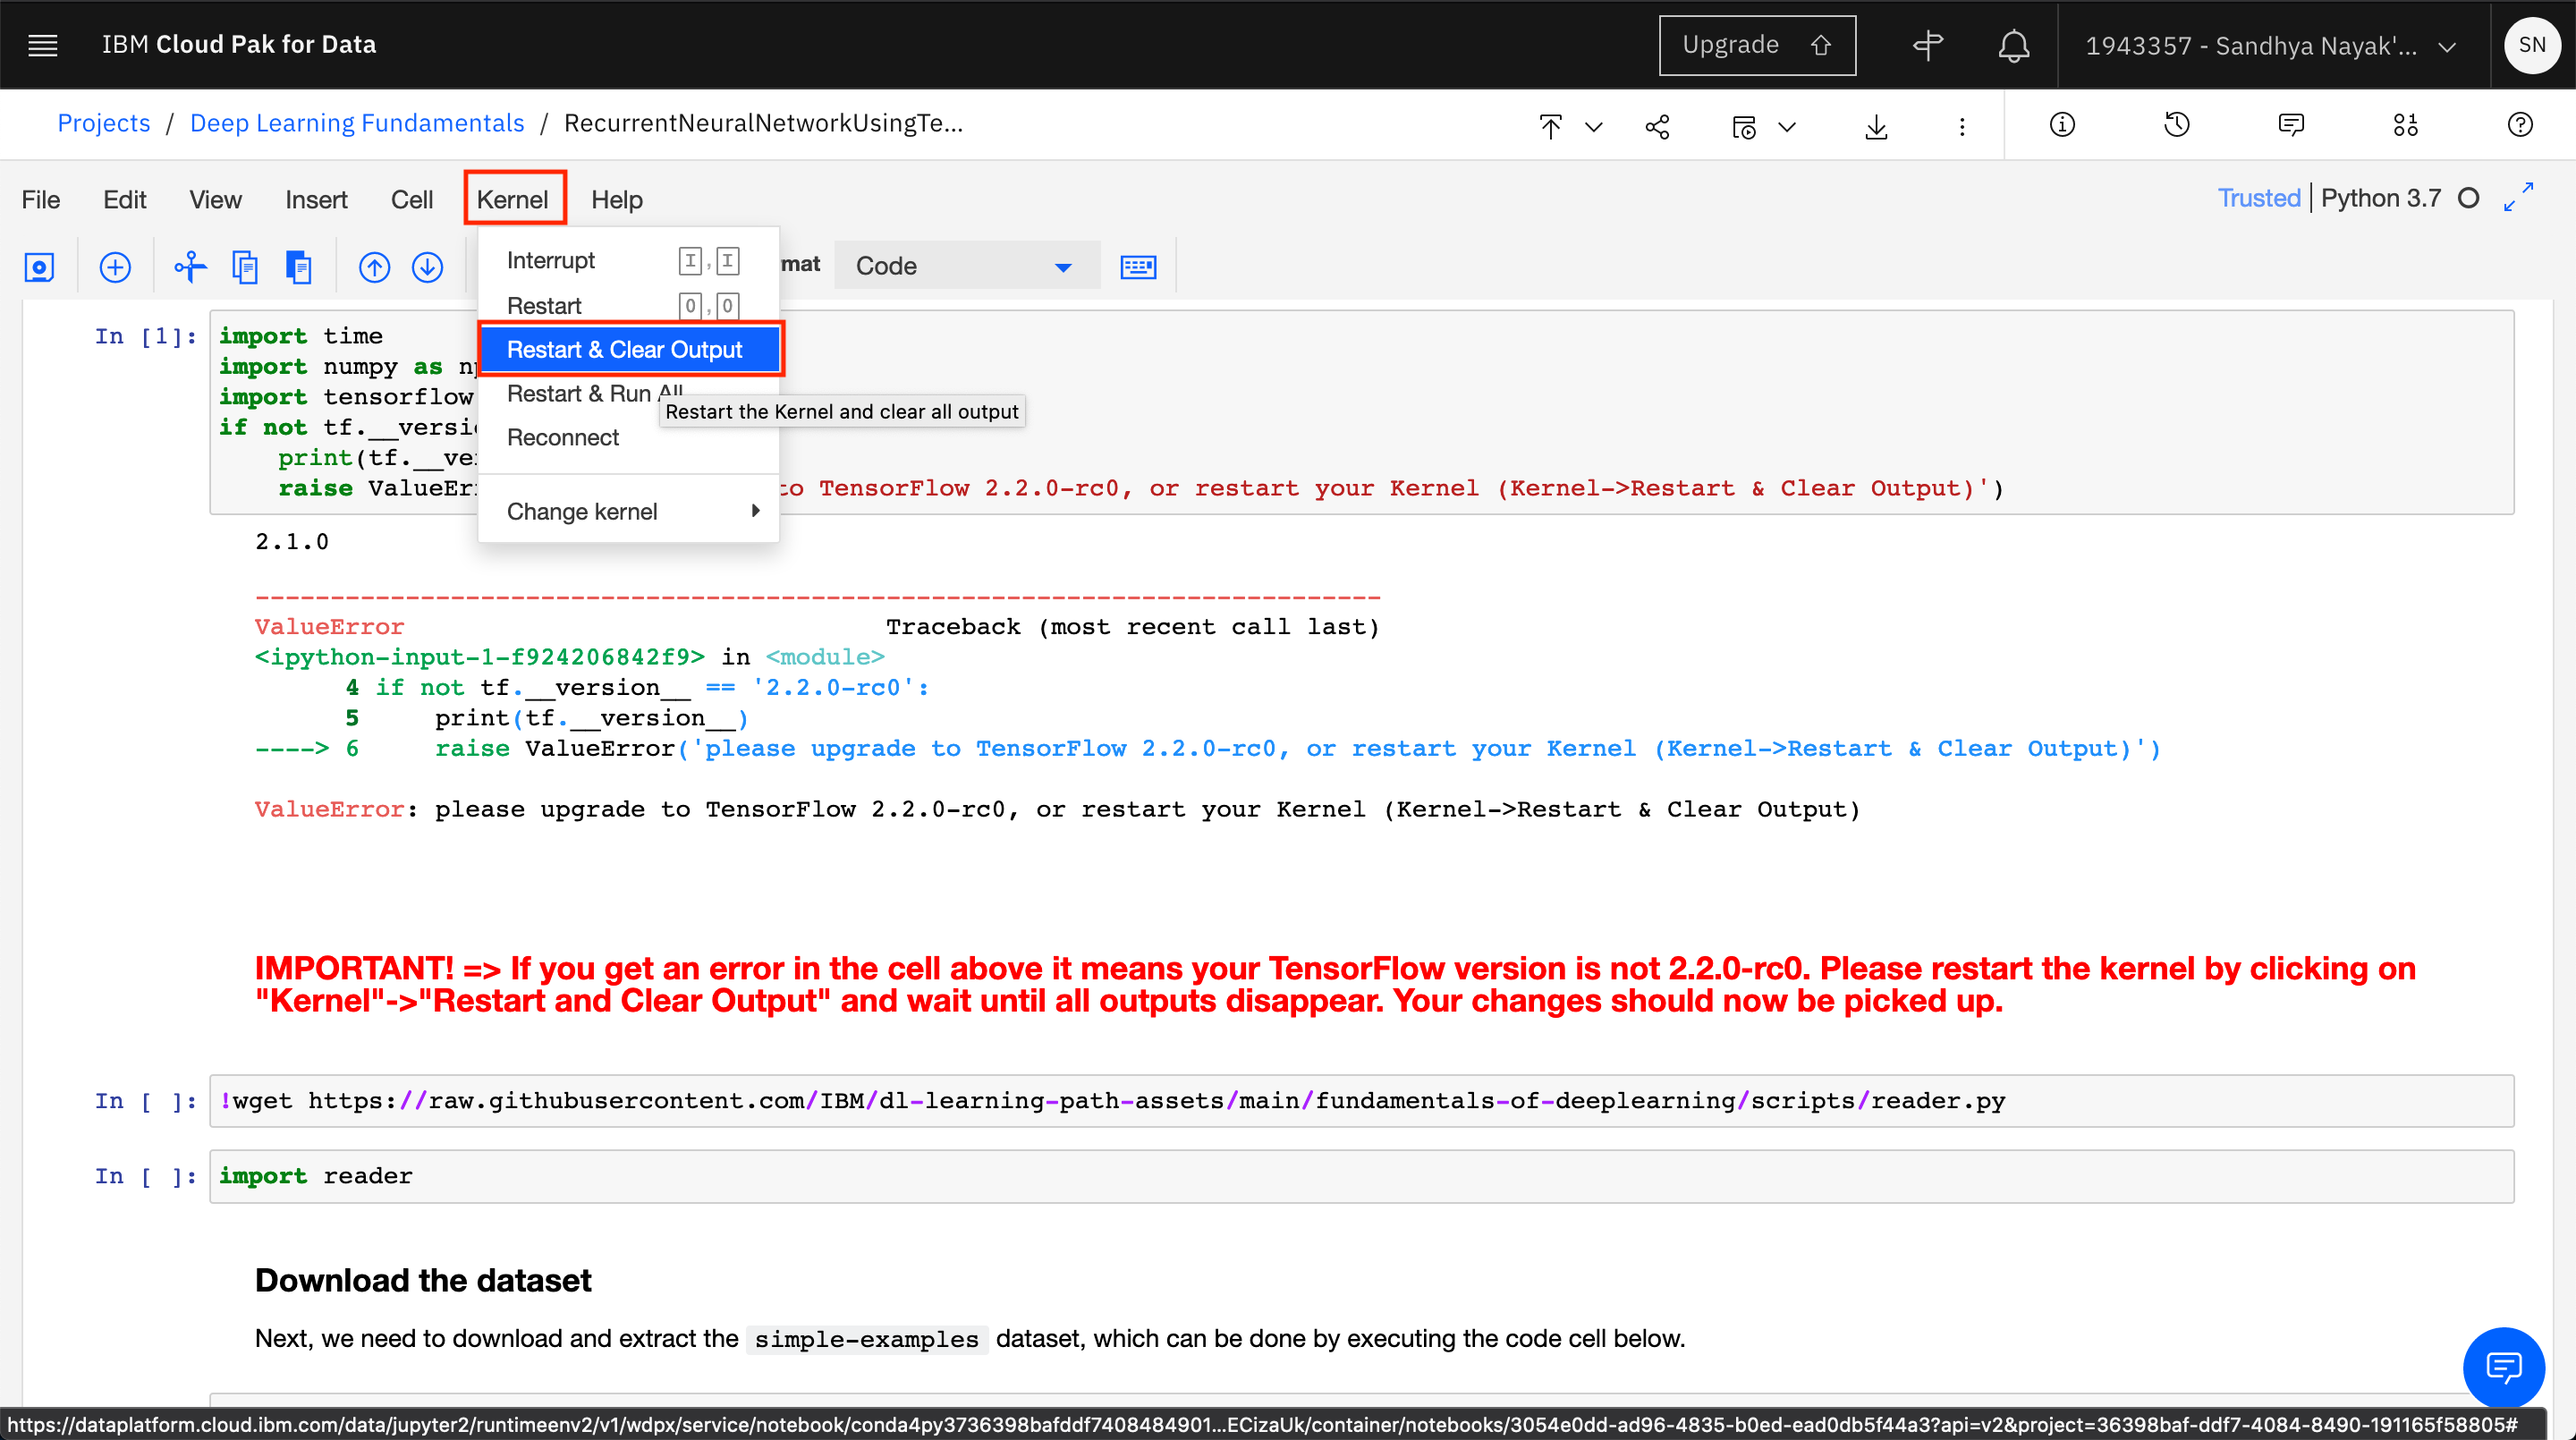 IBM Cloud Pak for Data
Upgrade
1943357 - Sandhya Nayak'...
SN
Projects / Deep Learning Fundamentals / RecurrentNeuralNetworkUsingTe...
File Edit View Insert Cell Kernel Help
Trusted | Python 3.7
mat Code
Interrupt I , I
Restart 0 , 0
Restart & Clear Output
Restart & Run All
Restart the Kernel and clear all output
Reconnect
Change kernel
In [1]: import time
import numpy as n
import tensorflow
if not tf.__versi
print(tf.__ve
raise ValueEr to TensorFlow 2.2.0-rc0, or restart your Kernel (Kernel->Restart & Clear Output)')
2.1.0
---------------------------------------------------------------------------
ValueError Traceback (most recent call last)
<ipython-input-1-f924206842f9> in <module>
4 if not tf.__version__ == '2.2.0-rc0':
5 print(tf.__version__)
----> 6 raise ValueError('please upgrade to TensorFlow 2.2.0-rc0, or restart your Kernel (Kernel->Restart & Clear Output)')
ValueError: please upgrade to TensorFlow 2.2.0-rc0, or restart your Kernel (Kernel->Restart & Clear Output)
IMPORTANT! => If you get an error in the cell above it means your TensorFlow version is not 2.2.0-rc0. Please restart the kernel by clicking on
"Kernel"->"Restart and Clear Output" and wait until all outputs disappear. Your changes should now be picked up.
In [ ]: !wget https://raw.githubusercontent.com/IBM/dl-learning-path-assets/main/fundamentals-of-deeplearning/scripts/reader.py
In [ ]: import reader
Download the dataset
Next, we need to download and extract the simple-examples dataset, which can be done by executing the code cell below.
https://dataplatform.cloud.ibm.com/data/jupyter2/runtimeenv2/v1/wdpx/service/notebook/conda4py3736398bafddf7408484901...ECizaUk/container/notebooks/3054e0dd-ad96-4835-b0ed-ead0db5f44a3?api=v2&project=36398baf-ddf7-4084-8490-191165f58805#